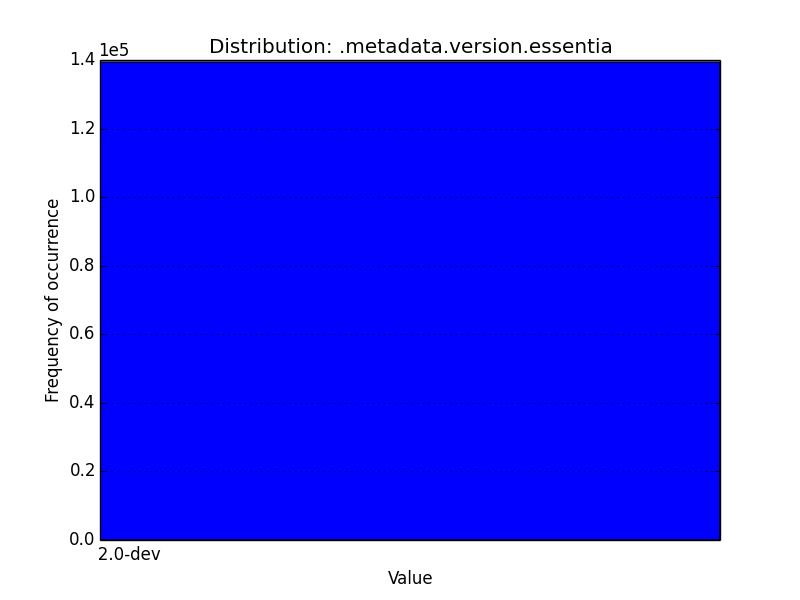 Distribution: .metadata.version.essentia
1e5
1.4
1.2
1.0
0.8
0.6
0.4
0.2
0.0
Frequency of occurrence
2.0-dev
Value